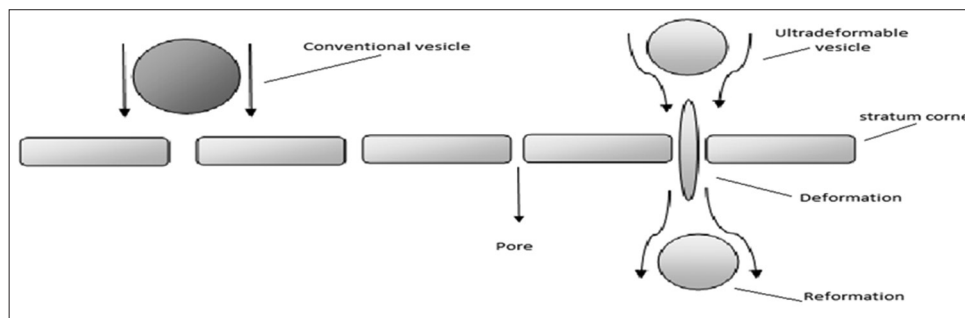 Conventional vesicle
Ultradeformable
vesicle
stratum corne
Deformation
Pore
Reformation